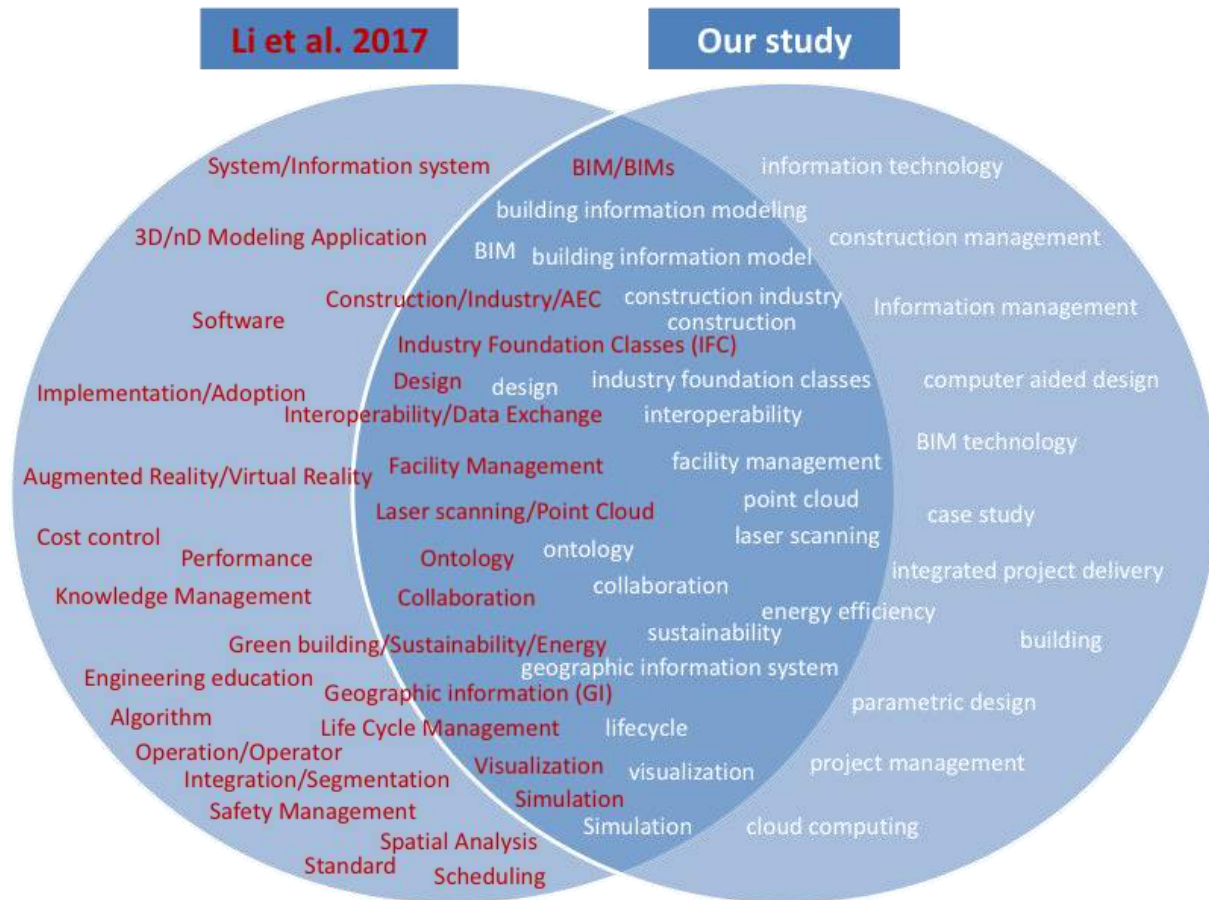 Li et al. 2017
Our study
System/Information system
BIM/BIMs
information technology
building information modeling
3D/nD Modeling Application
BIM
building information model
construction management
Construction/Industry/AEC
construction industry
construction
Information management
Software
Industry Foundation Classes (IFC)
Design
design
industry foundation classes
computer aided design
Implementation/Adoption
Interoperability/Data Exchange
interoperability
BIM technology
Augmented Reality/Virtual Reality
Facility Management
facility management
Laser scanning/Point Cloud
point cloud
case study
Cost control
laser scanning
Performance
Ontology
ontology
integrated project delivery
Knowledge Management
Collaboration
collaboration
energy efficiency
Green building/Sustainability/Energy
sustainability
building
geographic information system
Engineering education
Geographic information (GI)
parametric design
Algorithm
Life Cycle Management
lifecycle
Operation/Operator
Visualization
visualization
project management
Integration/Segmentation
Simulation
Safety Management
Simulation
cloud computing
Spatial Analysis
Standard
Scheduling